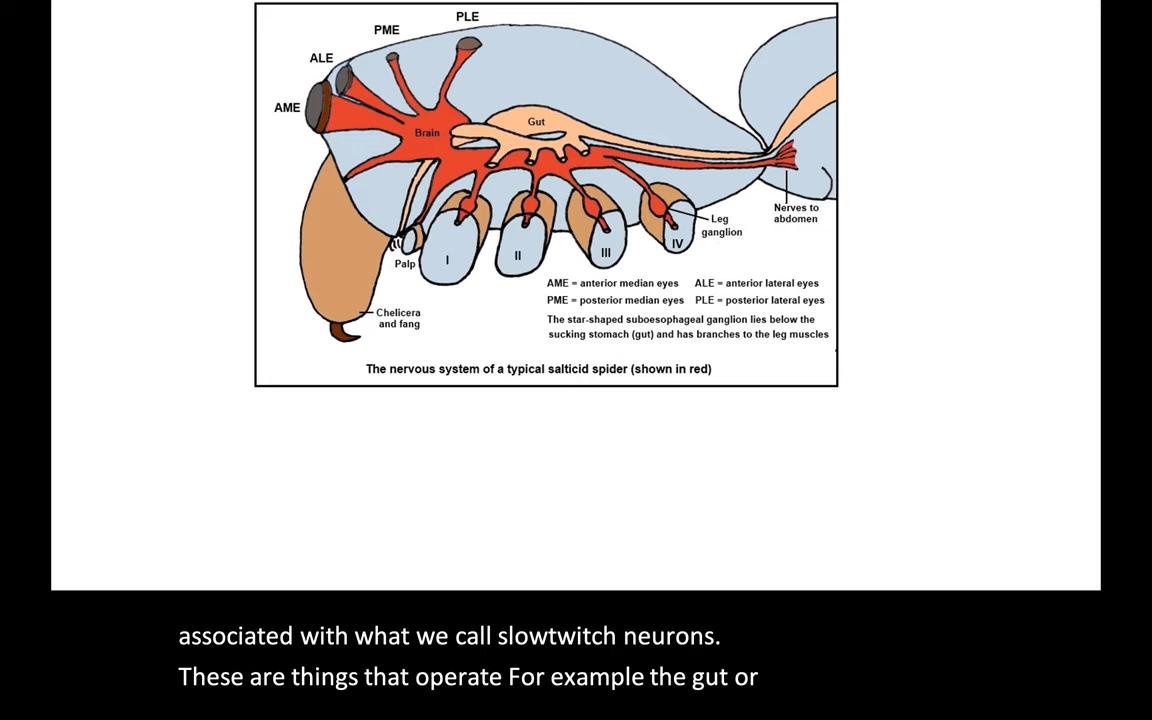 PLE
PME
ALE
AME
Gut
Brain
Nerves to
abdomen
Leg
ganglion
I
II
III
IV
Palp
Chelicera
and fang
AME = anterior median eyes ALE = anterior lateral eyes
PME = posterior median eyes PLE = posterior lateral eyes
The star-shaped suboesophageal ganglion lies below the
sucking stomach (gut) and has branches to the leg muscles
The nervous system of a typical salticid spider (shown in red)
associated with what we call slowtwitch neurons.
These are things that operate For example the gut or